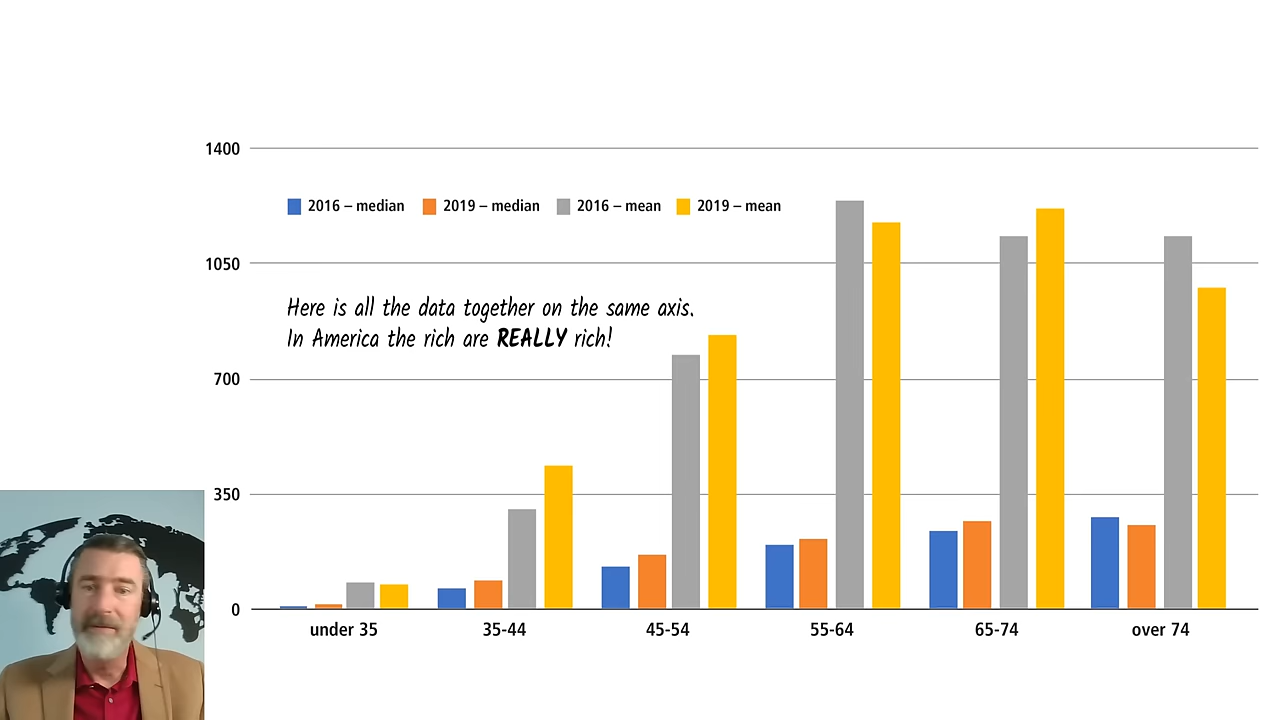 1400
2016 – median 2019 – median 2016 – mean 2019 – mean
1050
Here is all the data together on the same axis.
In America the rich are REALLY rich!
700
350
0
under 35 35-44 45-54 55-64 65-74 over 74